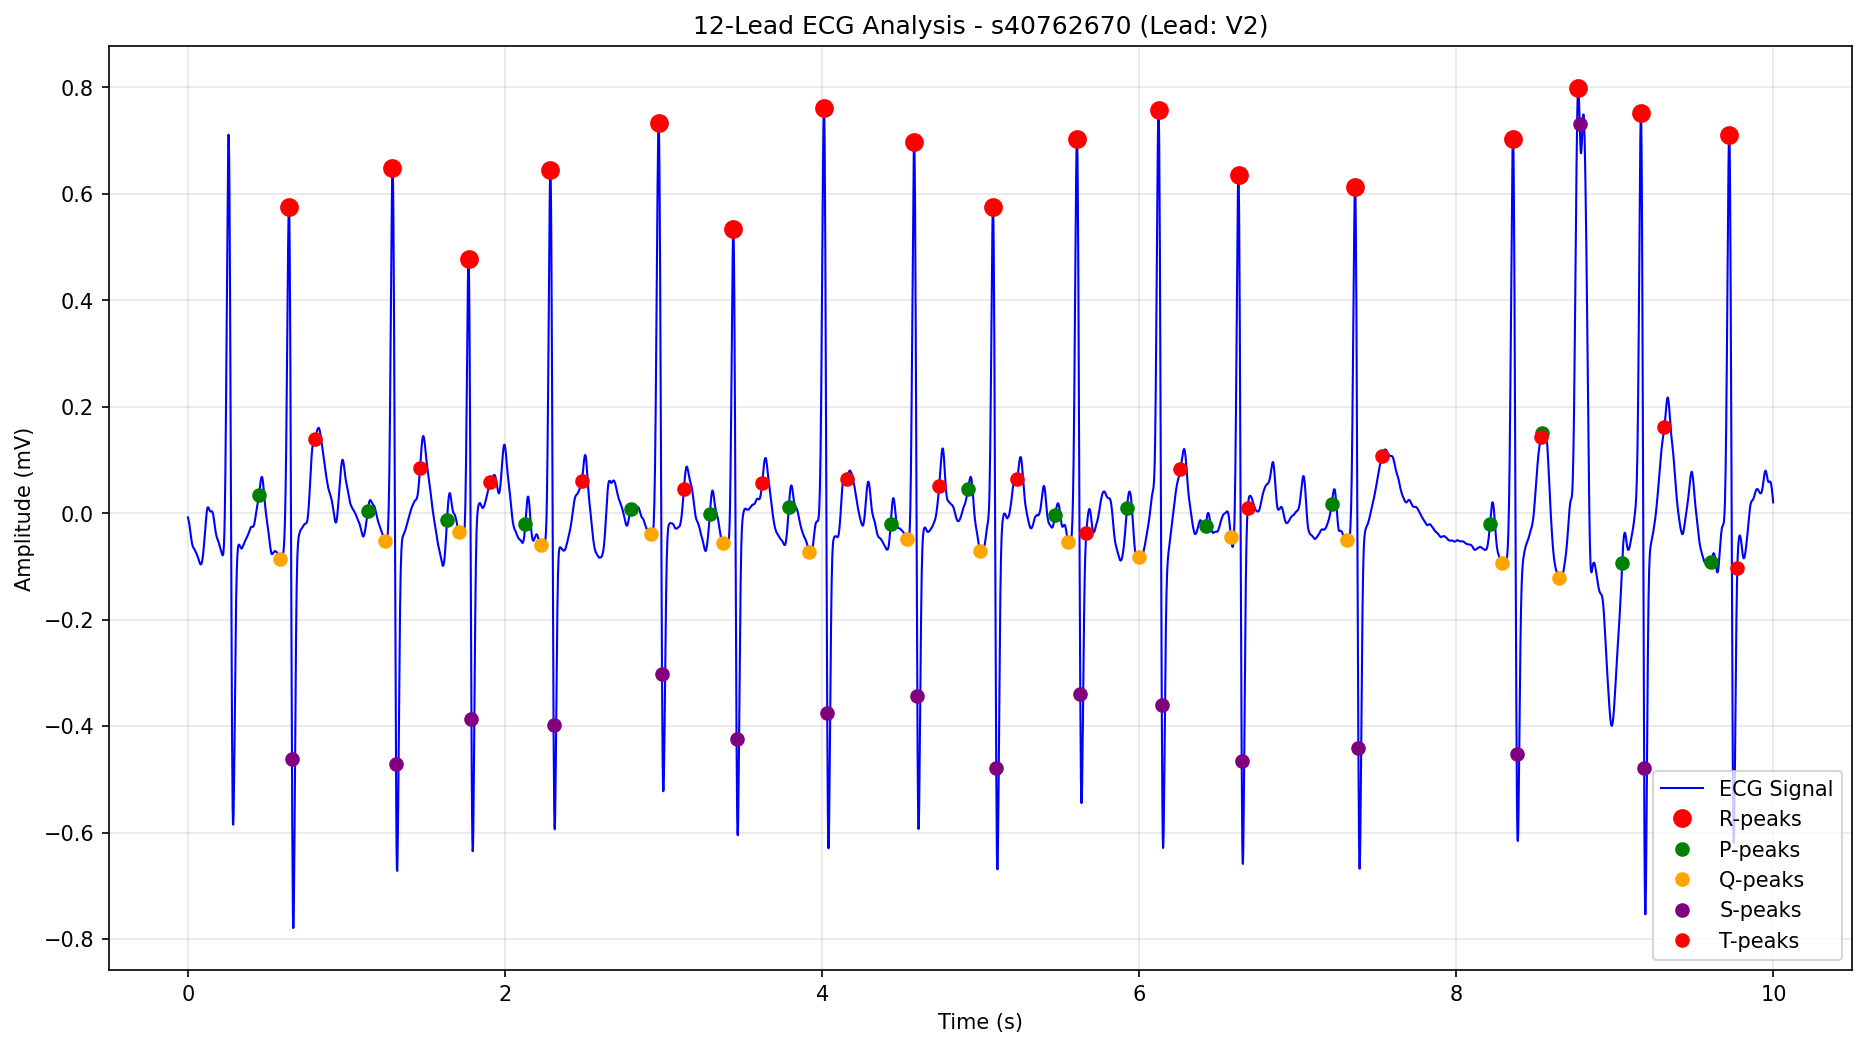 12-Lead ECG Analysis - s40762670 (Lead: V2)
Amplitude (mV)
0.8
0.6
0.4
0.2
0.0
−0.2
−0.4
−0.6
−0.8
ECG Signal
R-peaks
P-peaks
Q-peaks
S-peaks
T-peaks
0 2 4 6 8 10
Time (s)